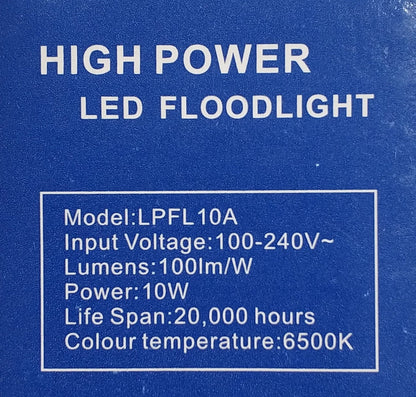 HIGH POWER
LED FLOODLIGHT
Model:LPFL10A
Input Voltage:100-240V~
Lumens:100lm/W
Power:10W
Life Span:20,000 hours
Colour temperature:6500K